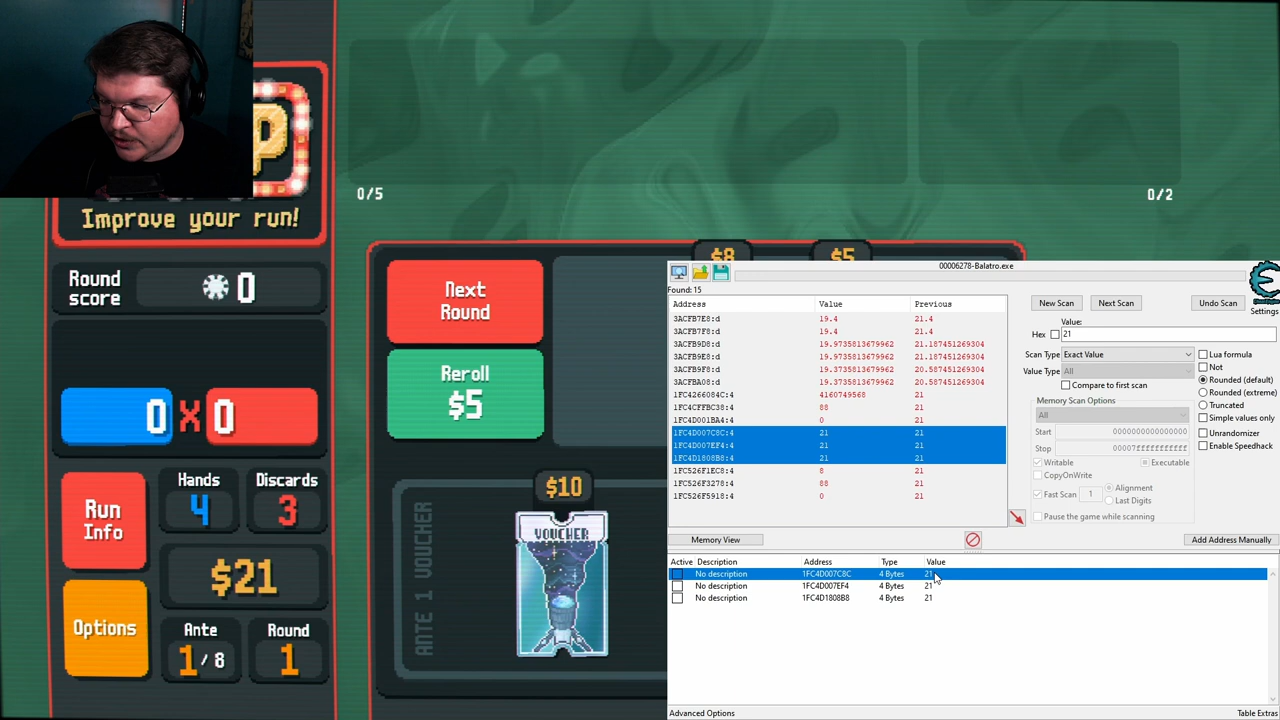 P
Improve your run!
Round
score
0
0 X 0
Run
Info
Hands
4
Discards
3
$21
Options
Ante
1/8
Round
1
0/5
0/2
$8
$5
Next
Round
Reroll
$5
ANTE 1 VOUCHER
$10
VOUCHER
00006278-Balatro.exe
Found: 15
Address Value Previous
3ACFB7E8:d 19.4 21.4
3ACFB7F8:d 19.4 21.4
3ACFB9D8:d 19.9735813679962 21.187451269304
3ACFB9E8:d 19.9735813679962 21.187451269304
3ACFB9F8:d 19.3735813679962 20.587451269304
3ACFBA08:d 19.3735813679962 20.587451269304
1FC4266084C:4 4160749568 21
1FC4CFFBC38:4 88 21
1FC4D001BA4:4 0 21
1FC4D007C8C:4 21 21
1FC4D007EF4:4 21 21
1FC4D1808B8:4 21 21
1FC526F1EC8:4 8 21
1FC526F3278:4 88 21
1FC526F5918:4 0 21
New Scan Next Scan Undo Scan
Settings
Value:
Hex 21
Scan Type Exact Value
Value Type All
Compare to first scan
Lua formula
Not
Rounded (default)
Rounded (extreme)
Truncated
Simple values only
Unrandomizer
Enable Speedhack
Memory Scan Options
All
Start 0000000000000000
Stop 00007fffffffffff
Writable Executable
CopyOnWrite
Fast Scan 1 Alignment
Last Digits
Pause the game while scanning
Memory View
Add Address Manually
Active Description Address Type Value
No description 1FC4D007C8C 4 Bytes 21
No description 1FC4D007EF4 4 Bytes 21
No description 1FC4D1808B8 4 Bytes 21
Advanced Options
Table Extras